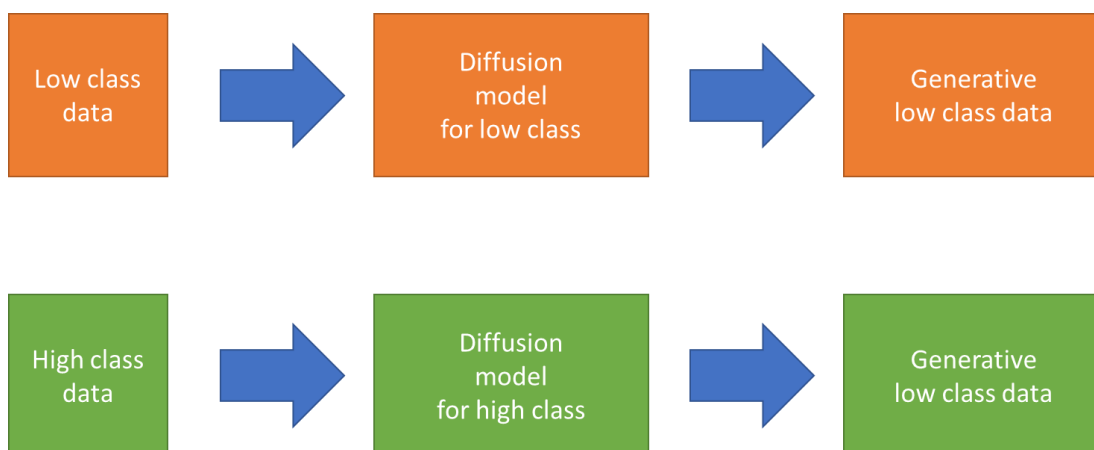 Low class
data
Diffusion
model
for low class
Generative
low class data
High class
data
Diffusion
model
for high class
Generative
low class data